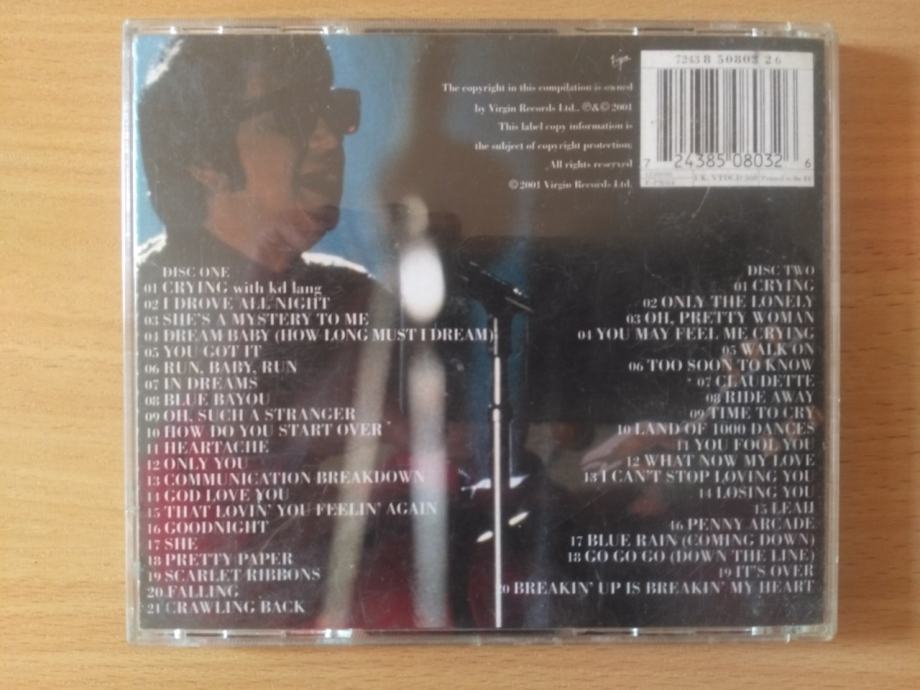 Virgin
7243 8 50803 2 6
The copyright in this compilation is owned
by Virgin Records Ltd., ℗&© 2001
This label copy information is
the subject of copyright protection.
All rights reserved
© 2001 Virgin Records Ltd.
7 24385 08032 6
DISC ONE
01 CRYING with kd lang
02 I DROVE ALL NIGHT
03 SHE'S A MYSTERY TO ME
04 DREAM BABY (HOW LONG MUST I DREAM)
05 YOU GOT IT
06 RUN, BABY, RUN
07 IN DREAMS
08 BLUE BAYOU
09 OH, SUCH A STRANGER
10 HOW DO YOU START OVER
11 HEARTACHE
12 ONLY YOU
13 COMMUNICATION BREAKDOWN
14 GOD LOVE YOU
15 THAT LOVIN' YOU FEELIN' AGAIN
16 GOODNIGHT
17 SHE
18 PRETTY PAPER
19 SCARLET RIBBONS
20 FALLING
21 CRAWLING BACK
DISC TWO
01 CRYING
02 ONLY THE LONELY
03 OH, PRETTY WOMAN
04 YOU MAY FEEL ME CRYING
05 WALK ON
06 TOO SOON TO KNOW
07 CLAUDETTE
08 RIDE AWAY
09 TIME TO CRY
10 LAND OF 1000 DANCES
11 YOU FOOL YOU
12 WHAT NOW MY LOVE
13 I CAN'T STOP LOVING YOU
14 LOSING YOU
15 LEAH
16 PENNY ARCADE
17 BLUE RAIN (COMING DOWN)
18 GO GO GO (DOWN THE LINE)
19 IT'S OVER
20 BREAKIN' UP IS BREAKIN' MY HEART